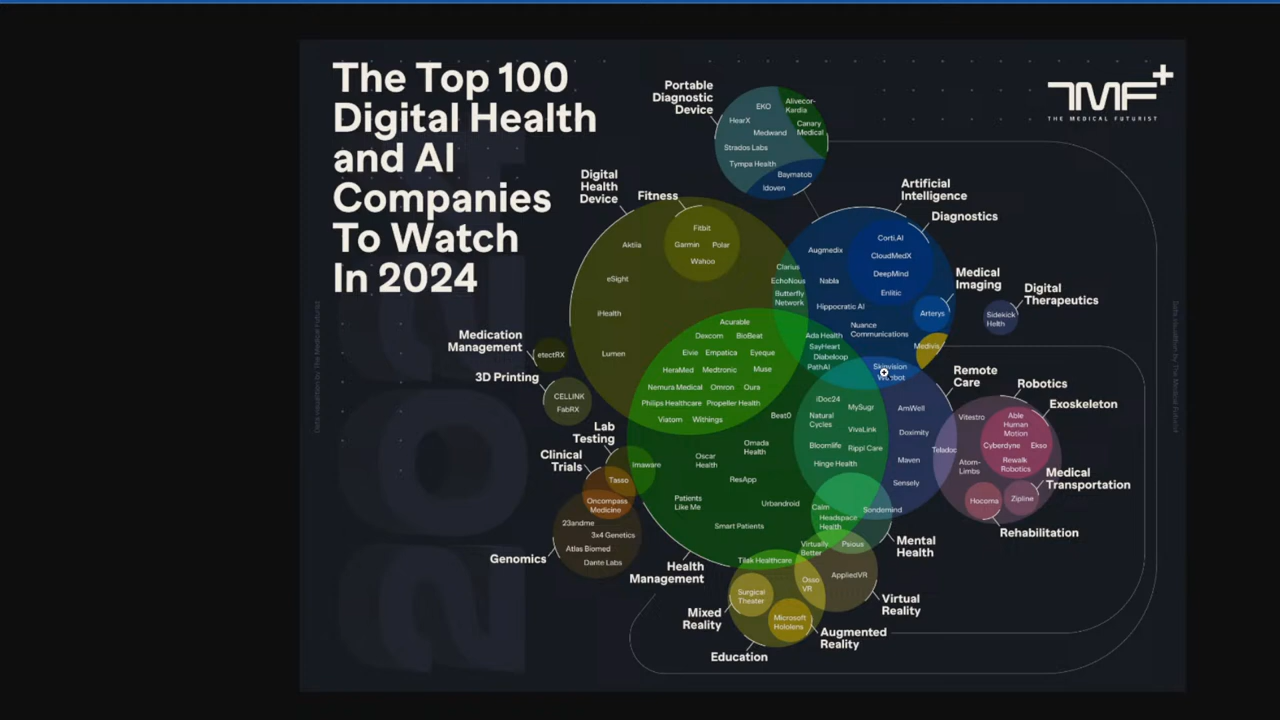 The Top 100
Digital Health
and AI
Companies
To Watch
In 2024
TMF+
THE MEDICAL FUTURIST
Portable
Diagnostic
Device
EKO
Alivecor-
Kardia
HearX
Canary
Medical
Medwand
Strados Labs
Tympa Health
Baymatob
Idoven
Digital
Health
Device
Fitness
Fitbit
Garmin
Polar
Wahoo
Aktiia
eSight
iHealth
Lumen
Artificial
Intelligence
Diagnostics
Corti.AI
CloudMedX
DeepMind
Enlitic
Augmedix
Nabla
Hippocratic AI
Nuance
Communications
Clarius
EchoNous
Butterfly
Network
Medical
Imaging
Arterys
Medivis
Digital
Therapeutics
Sidekick
Helth
Ada Health
SayHeart
Diabeloop
PathAI
Skinvision
Medication
Management
etectRX
3D Printing
CELLINK
FabRX
Acurable
Dexcom
BioBeat
Elvie
Empatica
Eyeque
HeraMed
Medtronic
Muse
Nemura Medical
Omron
Oura
Philips Healthcare
Propeller Health
Viatom
Withings
Remote
Care
iDoc24
MySugr
Natural
Cycles
VivaLink
Bloomlife
Rippi Care
Hinge Health
AmWell
Doximity
Maven
Sensely
Teladoc
Robotics
Exoskeleton
Vitestro
Able
Human
Motion
Cyberdyne
Ekso
Rewalk
Robotics
Atom-
Limbs
Hocoma
Zipline
Medical
Transportation
Rehabilitation
Lab
Testing
Imaware
Clinical
Trials
Tasso
Oncompass
Medicine
23andme
3x4 Genetics
Atlas Biomed
Dante Labs
Genomics
Beat0
Omada
Health
Oscar
Health
ResApp
Patients
Like Me
Urbandroid
Smart Patients
Health
Management
Calm
Headspace
Health
Sondemind
Mental
Health
Virtually
Better
Psious
Tilak Healthcare
Osso
VR
AppliedVR
Virtual
Reality
Surgical
Theater
Microsoft
Hololens
Mixed
Reality
Augmented
Reality
Education
2024